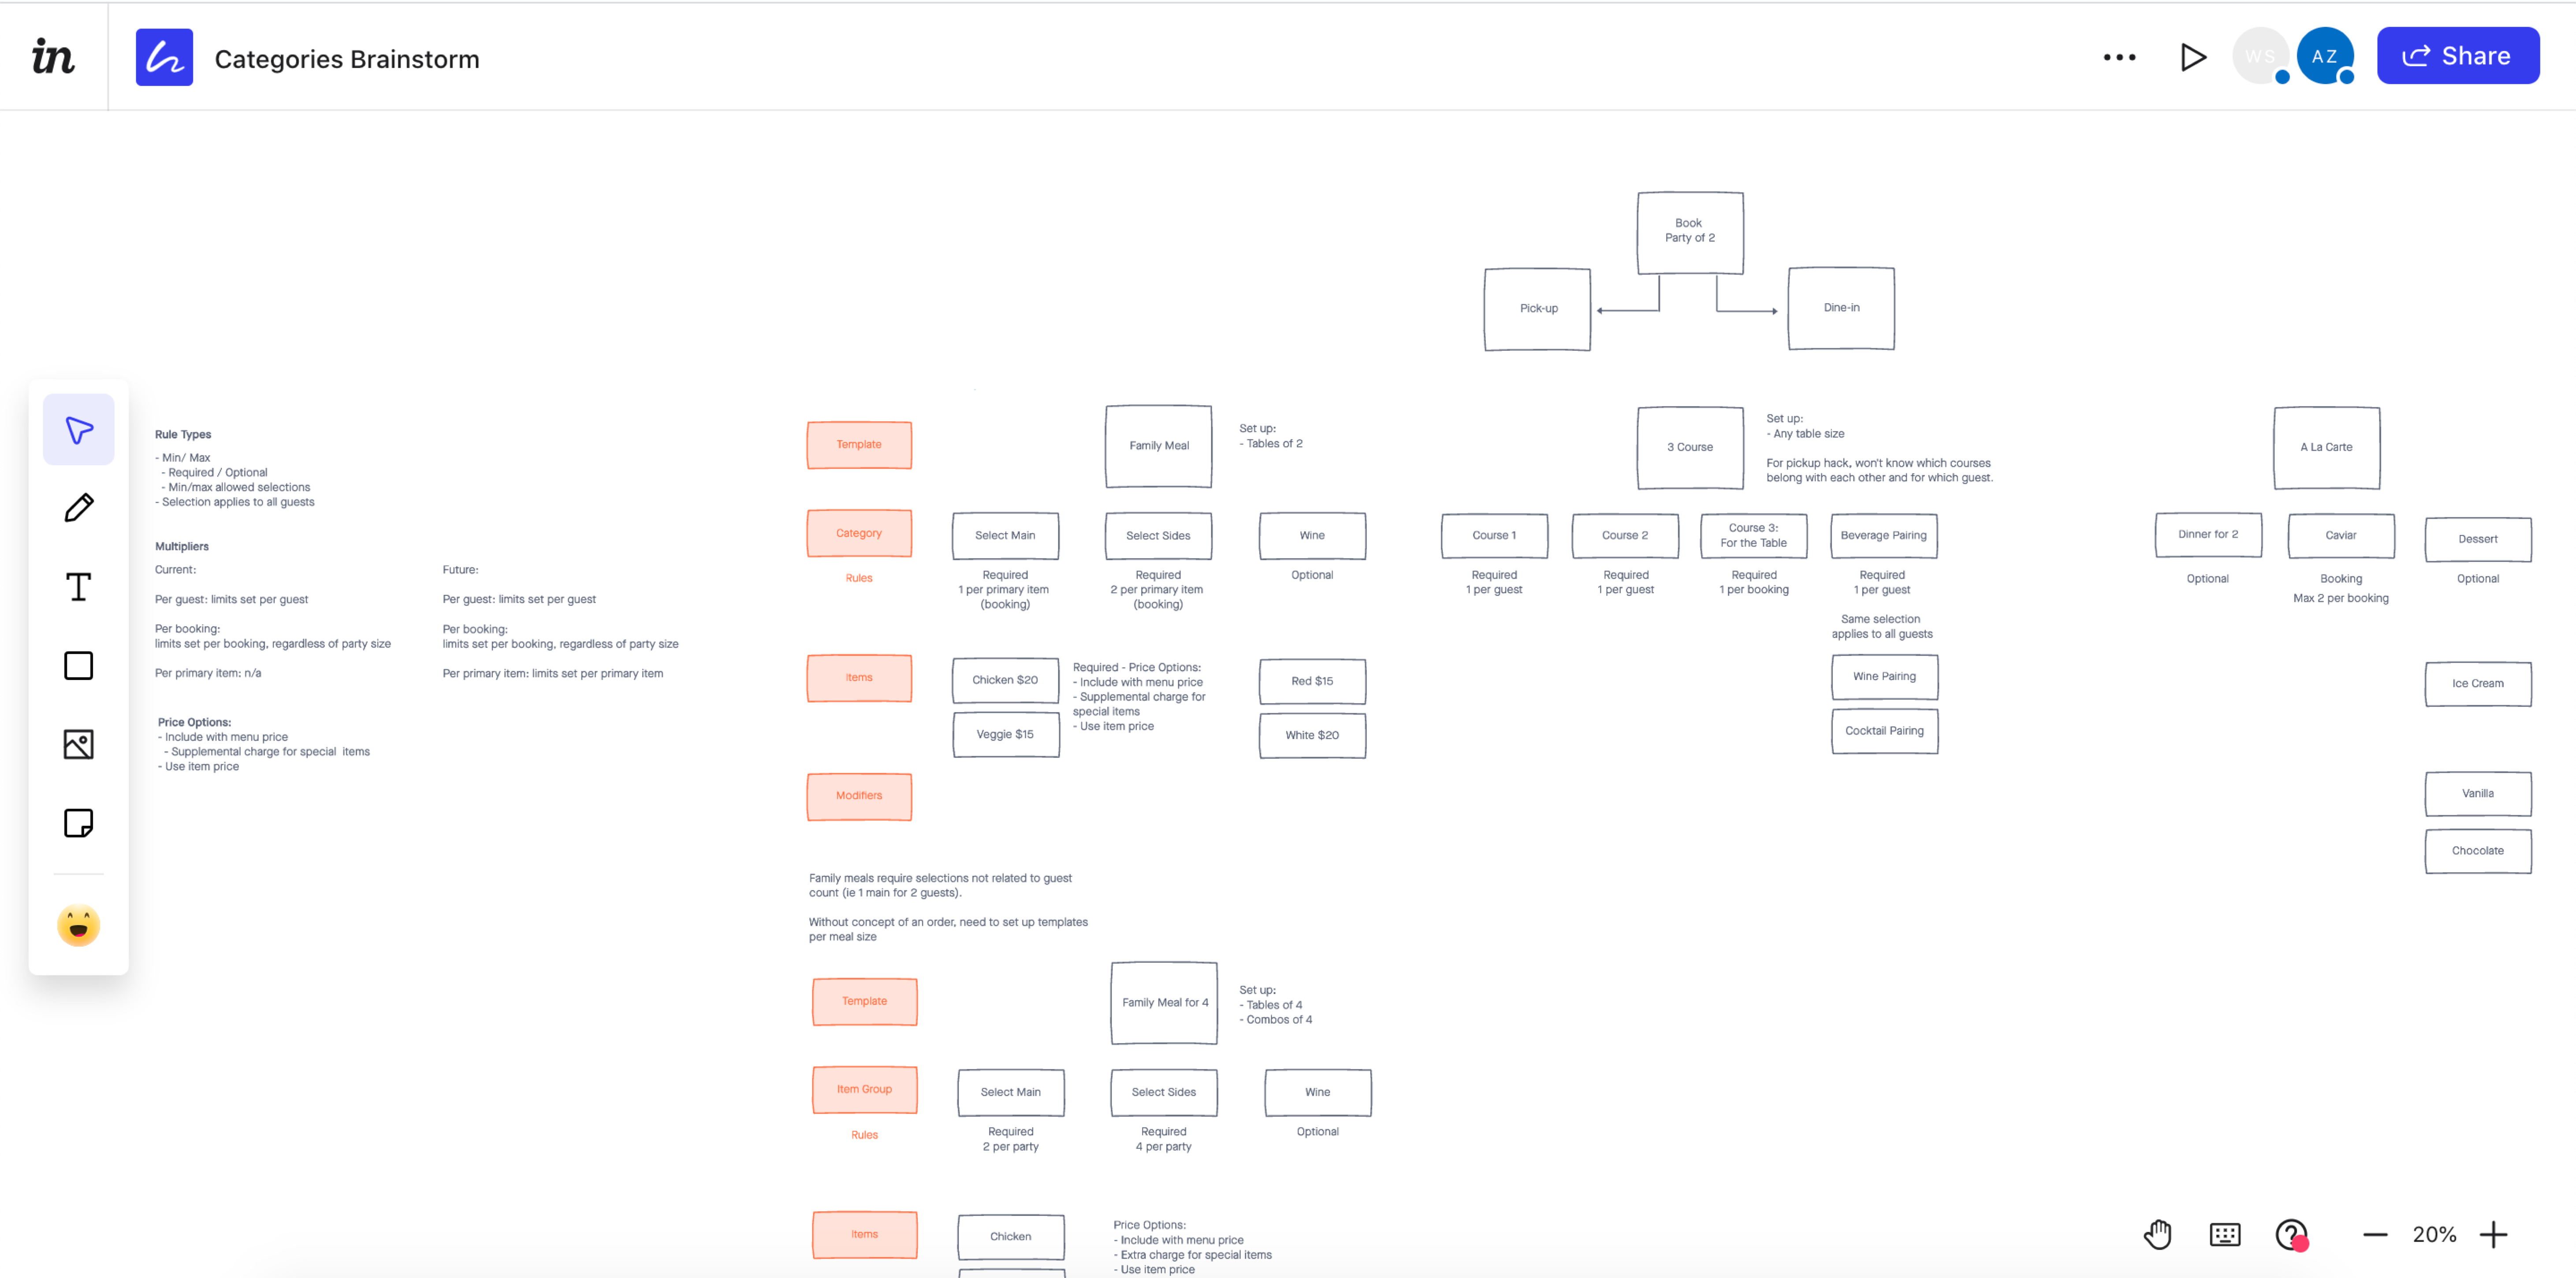 in
Categories Brainstorm
WS
AZ
Share
Book
Party of 2
Pick-up
Dine-in
Rule Types
- Min/ Max
- Required / Optional
- Min/max allowed selections
- Selection applies to all guests
Multipliers
Current:
Per guest: limits set per guest
Per booking:
limits set per booking, regardless of party size
Per primary item: n/a
Future:
Per guest: limits set per guest
Per booking:
limits set per booking, regardless of party size
Per primary item: limits set per primary item
Price Options:
- Include with menu price
- Supplemental charge for special items
- Use item price
T
Template
Family Meal
Set up:
- Tables of 2
3 Course
Set up:
- Any table size
For pickup hack, won't know which courses
belong with each other and for which guest.
A La Carte
Category
Select Main
Select Sides
Wine
Course 1
Course 2
Course 3:
For the Table
Beverage Pairing
Dinner for 2
Caviar
Dessert
Rules
Required
1 per primary item
(booking)
Required
2 per primary item
(booking)
Optional
Required
1 per guest
Required
1 per guest
Required
1 per booking
Required
1 per guest
Same selection
applies to all guests
Optional
Booking
Max 2 per booking
Optional
Items
Chicken $20
Veggie $15
Required - Price Options:
- Include with menu price
- Supplemental charge for
special items
- Use item price
Red $15
White $20
Wine Pairing
Cocktail Pairing
Ice Cream
Modifiers
Vanilla
Chocolate
Family meals require selections not related to guest
count (ie 1 main for 2 guests).
Without concept of an order, need to set up templates
per meal size
Template
Family Meal for 4
Set up:
- Tables of 4
- Combos of 4
Item Group
Select Main
Select Sides
Wine
Rules
Required
2 per party
Required
4 per party
Optional
Items
Chicken
Price Options:
- Include with menu price
- Extra charge for special items
- Use item price
20%